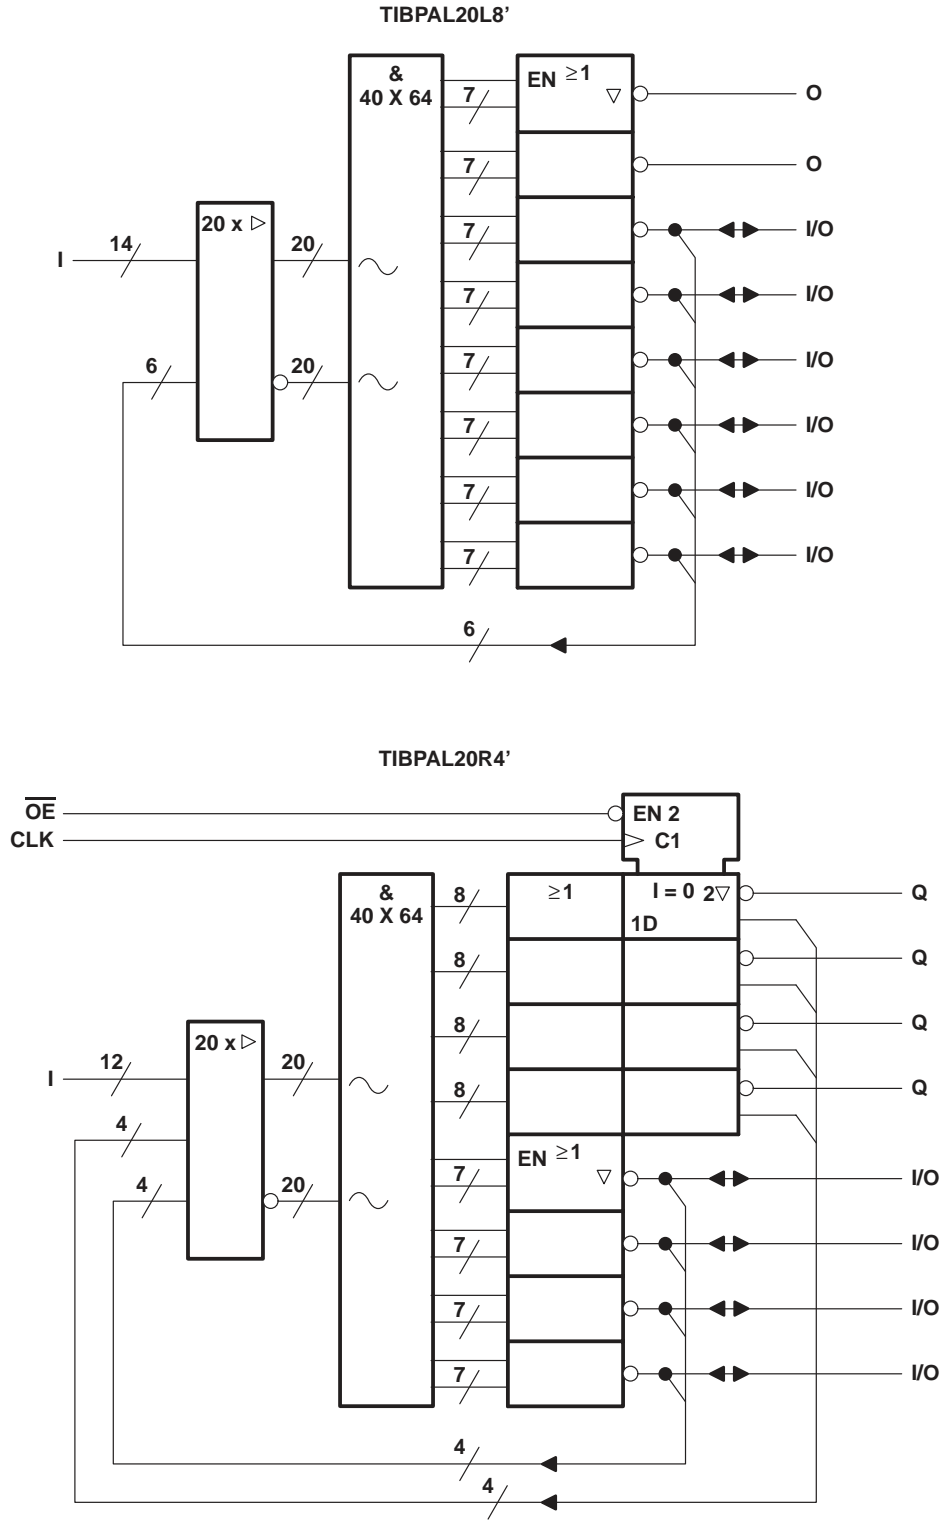 TIBPAL20L8’
&
40 X 64
EN ≥1
▽
7
O
7
O
20 x ▷
I
14
20
7
I/O
7
I/O
6
20
7
I/O
7
I/O
7
I/O
7
I/O
6
TIBPAL20R4’
OE
EN 2
CLK
C1
&
40 X 64
8
≥1
I = 0 2▽
1D
Q
8
Q
8
Q
20 x ▷
I
12
20
8
Q
4
EN ≥1
▽
4
20
7
I/O
7
I/O
7
I/O
7
I/O
4
4